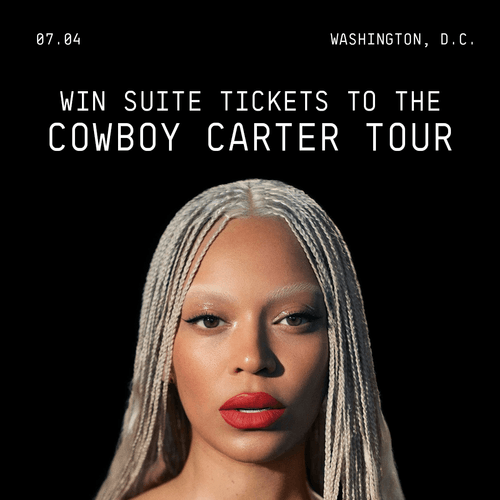 07.04
WASHINGTON, D.C.
WIN SUITE TICKETS TO THE
COWBOY CARTER TOUR